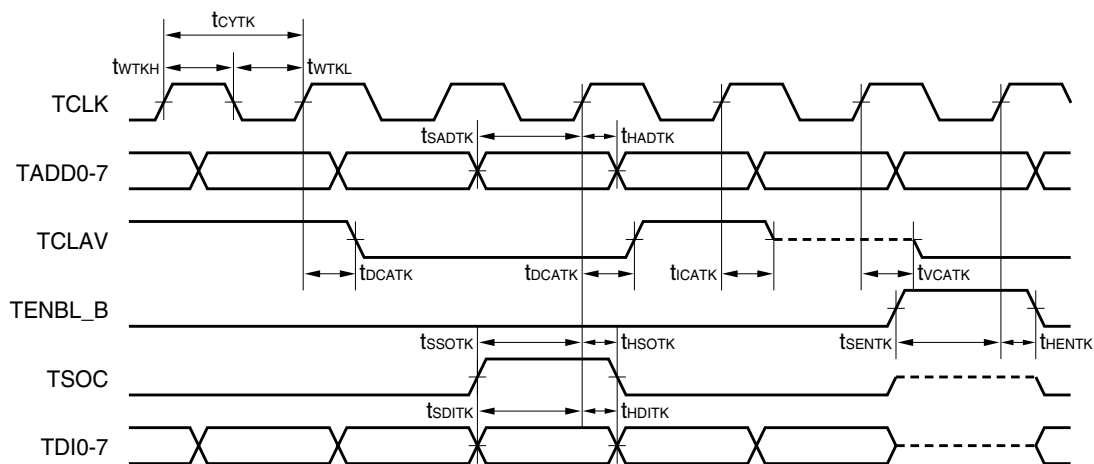 tCYTK
tWTKH tWTKL
TCLK
tSADTK tHADTK
TADD0-7
TCLAV
tDCATK tDCATK tICATK tVCATK
TENBL_B
tSSOTK tHSOTK tSENTK tHENTK
TSOC
tSDITK tHDITK
TDI0-7